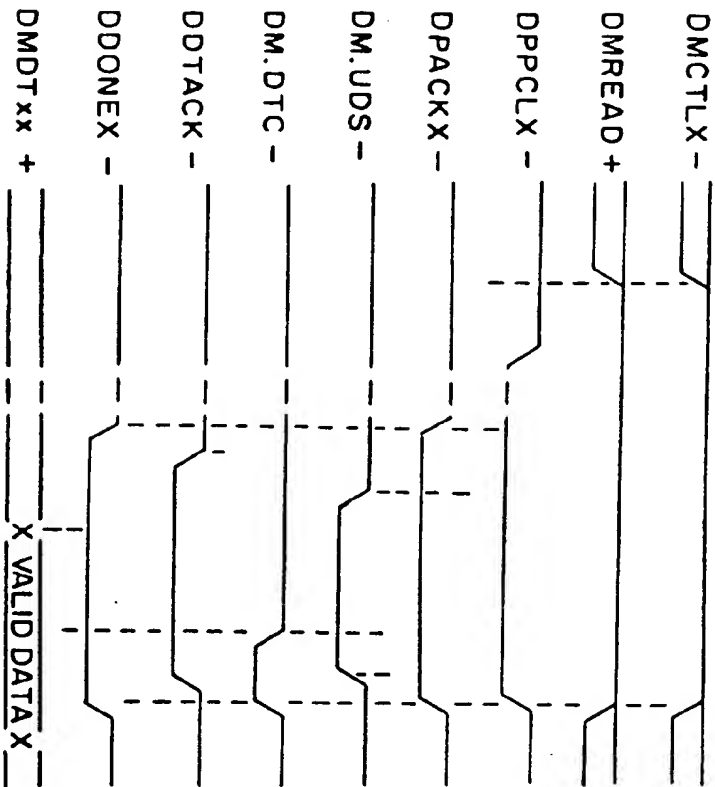 DMCTLX-
DMREAD+
DPPCLX-
DPACKX-
DM.UDS-
DM.DTC-
DDTACK-
DDONEX-
DMDTxx+
X VALID DATA X